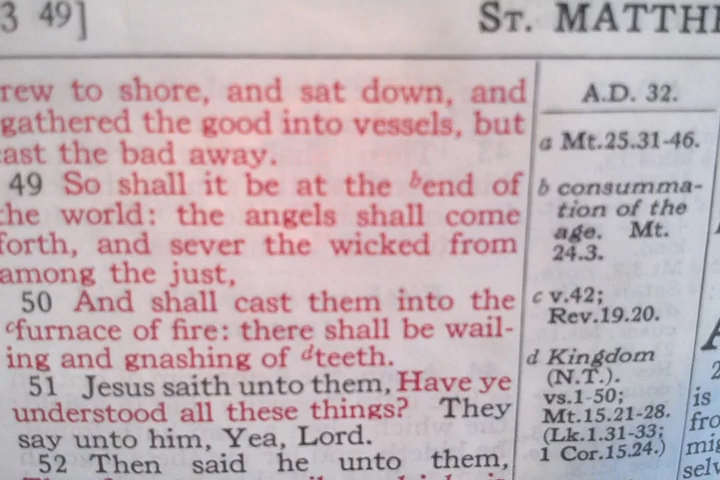 3 49]
ST. MATTH
rew to shore, and sat down, and
gathered the good into vessels, but
cast the bad away.
49 So shall it be at the bend of
the world: the angels shall come
forth, and sever the wicked from
among the just,
50 And shall cast them into the
cfurnace of fire: there shall be wail-
ing and gnashing of dteeth.
51 Jesus saith unto them, Have ye
understood all these things? They
say unto him, Yea, Lord.
52 Then said he unto them,
A.D. 32.
a Mt.25.31-46.
b consumma-
tion of the
age. Mt.
24.3.
c v.42;
Rev.19.20.
d Kingdom
(N.T.).
vs.1-50;
Mt.15.21-28.
(Lk.1.31-33;
1 Cor.15.24.)
A
2
is
fro
mig
selv